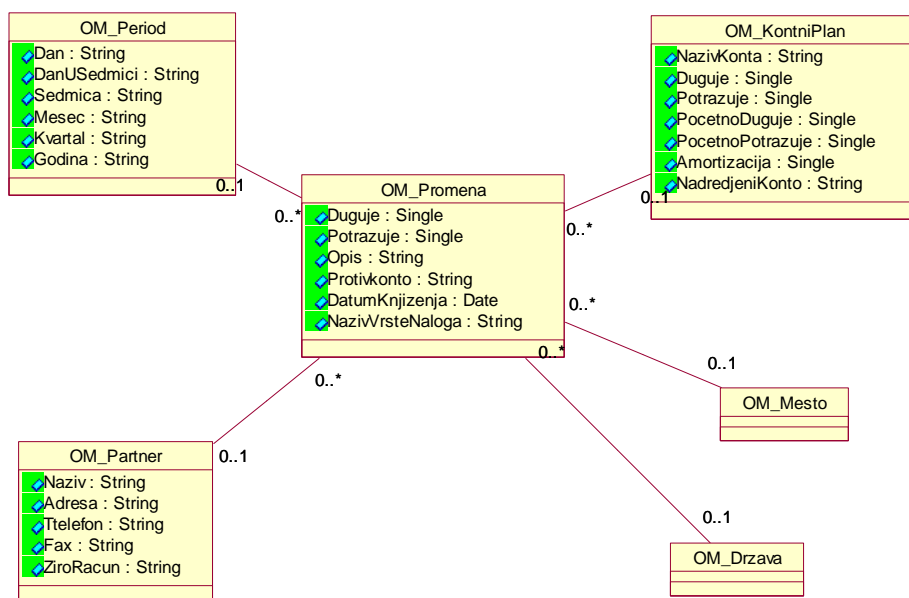 OM_Period
Dan : String
DanUSedmici : String
Sedmica : String
Mesec : String
Kvartal : String
Godina : String
0..1
0..*
OM_KontniPlan
NazivKonta : String
Duguje : Single
Potrazuje : Single
PocetnoDuguje : Single
PocetnoPotrazuje : Single
Amortizacija : Single
NadredjeniKonto : String
0..1
0..*
OM_Promena
Duguje : Single
Potrazuje : Single
Opis : String
Protivkonto : String
DatumKnjizenja : Date
NazivVrsteNaloga : String
0..*
0..1
OM_Mesto
0..*
0..1
OM_Drzava
0..*
0..1
OM_Partner
Naziv : String
Adresa : String
Ttelefon : String
Fax : String
ZiroRacun : String